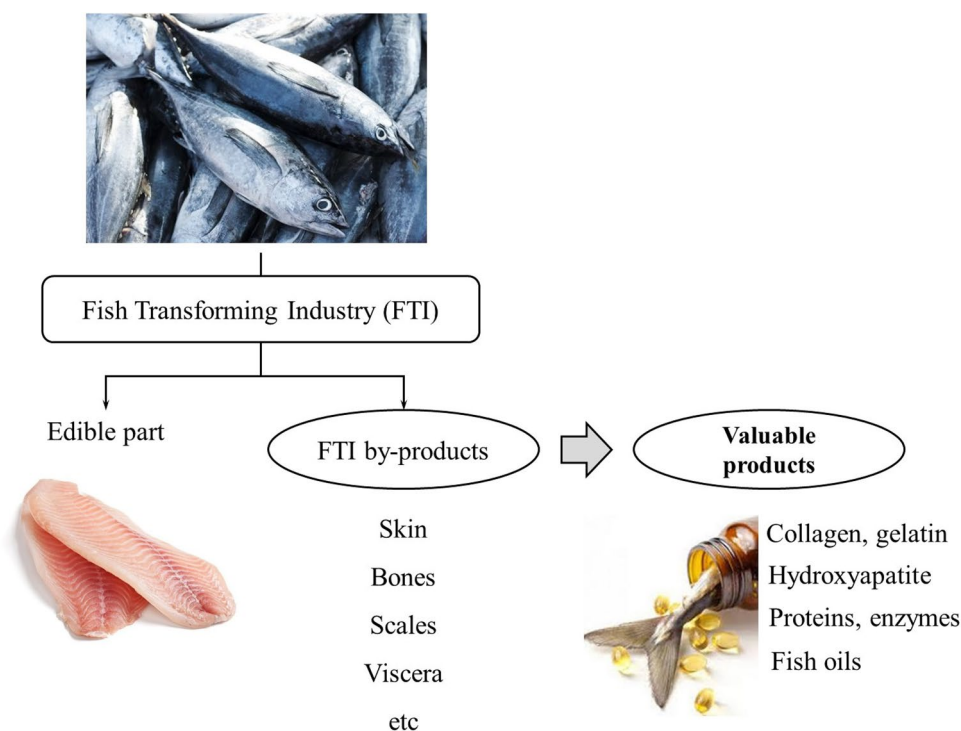 Fish Transforming Industry (FTI)
Edible part
FTI by-products
Valuable
products
Skin
Bones
Scales
Viscera
etc
Collagen, gelatin
Hydroxyapatite
Proteins, enzymes
Fish oils